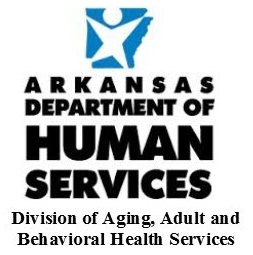 ARKANSAS
DEPARTMENT OF
HUMAN
SERVICES
Division of Aging, Adult and
Behavioral Health Services